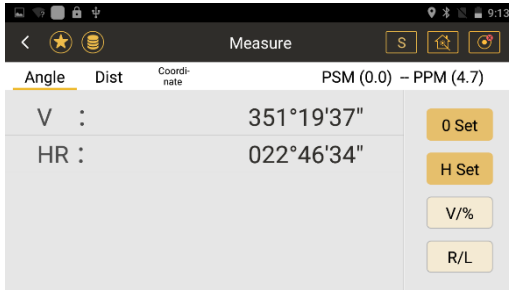 9:13
Measure
S
Angle Dist Coordi-
nate
PSM (0.0) -- PPM (4.7)
V : 351°19'37"
0 Set
HR : 022°46'34"
H Set
V/%
R/L